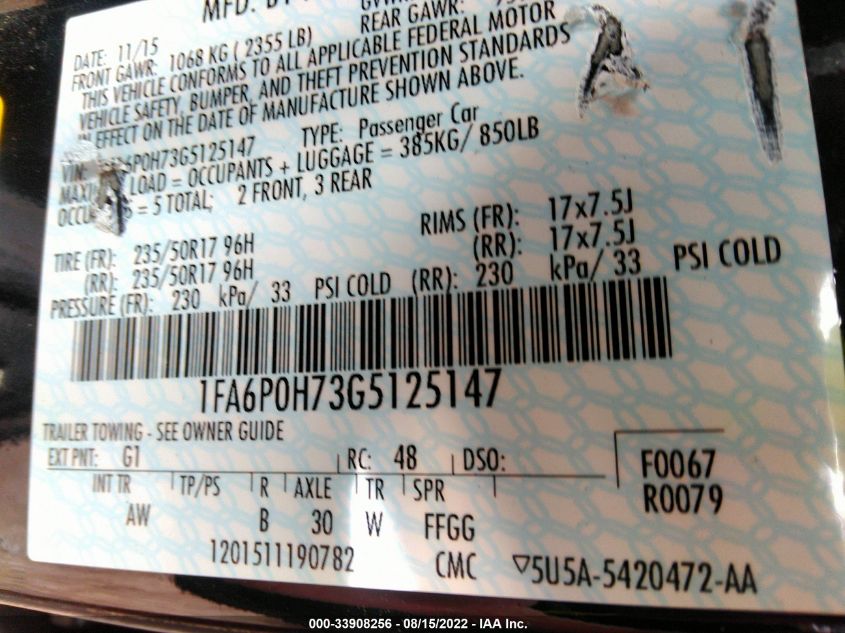 MFD. BY
REAR GAWR:
DATE: 11/15
FRONT GAWR: 1068 KG ( 2355 LB)
THIS VEHICLE CONFORMS TO ALL APPLICABLE FEDERAL MOTOR
VEHICLE SAFETY, BUMPER, AND THEFT PREVENTION STANDARDS
IN EFFECT ON THE DATE OF MANUFACTURE SHOWN ABOVE.
VIN: 6P0H73G5125147 TYPE: Passenger Car
LOAD = OCCUPANTS + LUGGAGE = 385KG/ 850LB
= 5 TOTAL; 2 FRONT, 3 REAR
TIRE (FR): 235/50R17 96H RIMS (FR): 17x7.5J
(RR): 235/50R17 96H (RR): 17x7.5J
PRESSURE (FR): 230 kPa/ 33 PSI COLD (RR): 230 kPa/ 33 PSI COLD
1FA6P0H73G5125147
TRAILER TOWING - SEE OWNER GUIDE
EXT PNT: G1 RC: 48 DSO: F0067
INT TR TP/PS R AXLE TR SPR R0079
AW B 30 W FFGG
1201511190782 CMC 5U5A-5420472-AA
000-33908256 - 08/15/2022 - IAA Inc.